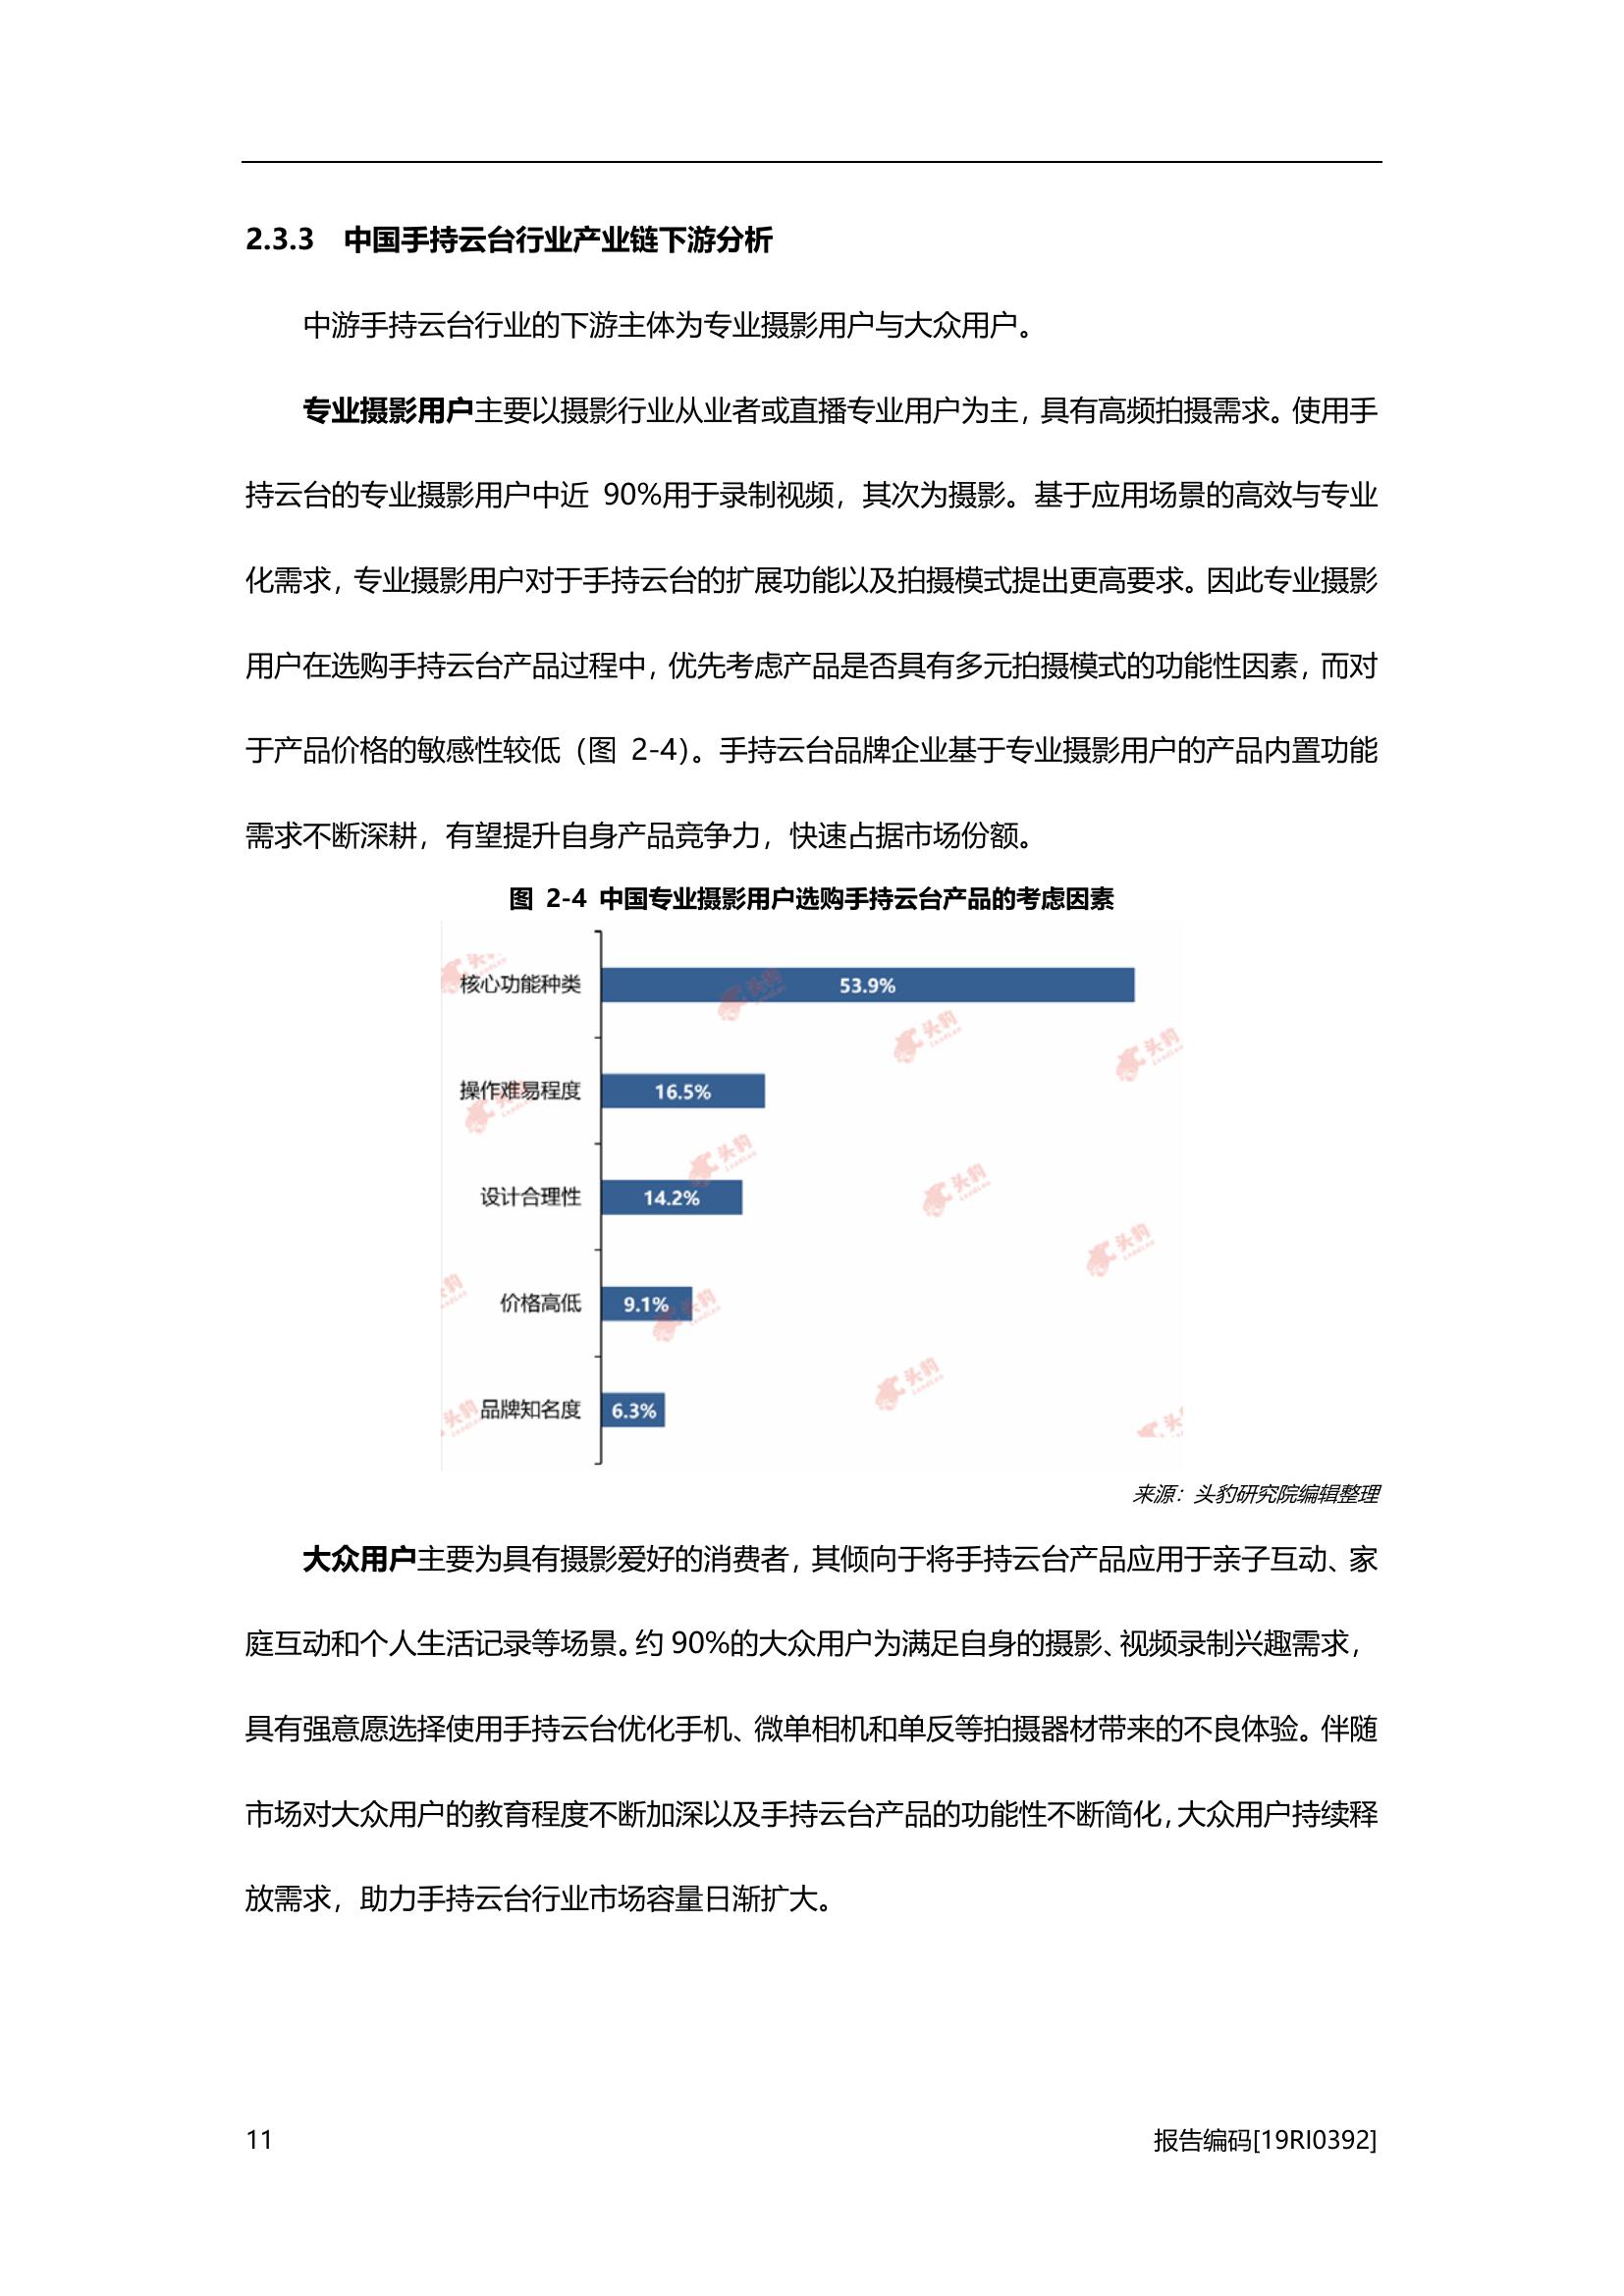 2.3.3 中国手持云台行业产业链下游分析
中游手持云台行业的下游主体为专业摄影用户与大众用户。
专业摄影用户主要以摄影行业从业者或直播专业用户为主，具有高频拍摄需求。使用手
持云台的专业摄影用户中近 90%用于录制视频，其次为摄影。基于应用场景的高效与专业
化需求，专业摄影用户对于手持云台的扩展功能以及拍摄模式提出更高要求。因此专业摄影
用户在选购手持云台产品过程中，优先考虑产品是否具有多元拍摄模式的功能性因素，而对
于产品价格的敏感性较低（图 2-4）。手持云台品牌企业基于专业摄影用户的产品内置功能
需求不断深耕，有望提升自身产品竞争力，快速占据市场份额。
图 2-4 中国专业摄影用户选购手持云台产品的考虑因素
核心功能种类 53.9%
操作难易程度 16.5%
设计合理性 14.2%
价格高低 9.1%
品牌知名度 6.3%
来源：头豹研究院编辑整理
大众用户主要为具有摄影爱好的消费者，其倾向于将手持云台产品应用于亲子互动、家
庭互动和个人生活记录等场景。约 90%的大众用户为满足自身的摄影、视频录制兴趣需求，
具有强意愿选择使用手持云台优化手机、微单相机和单反等拍摄器材带来的不良体验。伴随
市场对大众用户的教育程度不断加深以及手持云台产品的功能性不断简化，大众用户持续释
放需求，助力手持云台行业市场容量日渐扩大。
11 报告编码[19RI0392]